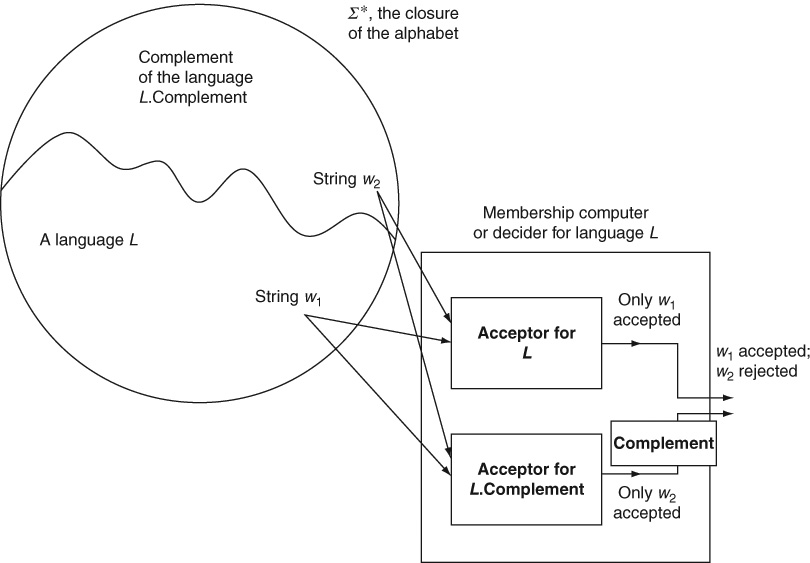 Σ*, the closure
of the alphabet
Complement
of the language
L.Complement
String w₂
A language L
Membership computer
or decider for language L
String w₁
Only w₁
accepted
Acceptor for
L
w₁ accepted;
w₂ rejected
Complement
Acceptor for
L.Complement
Only w₂
accepted